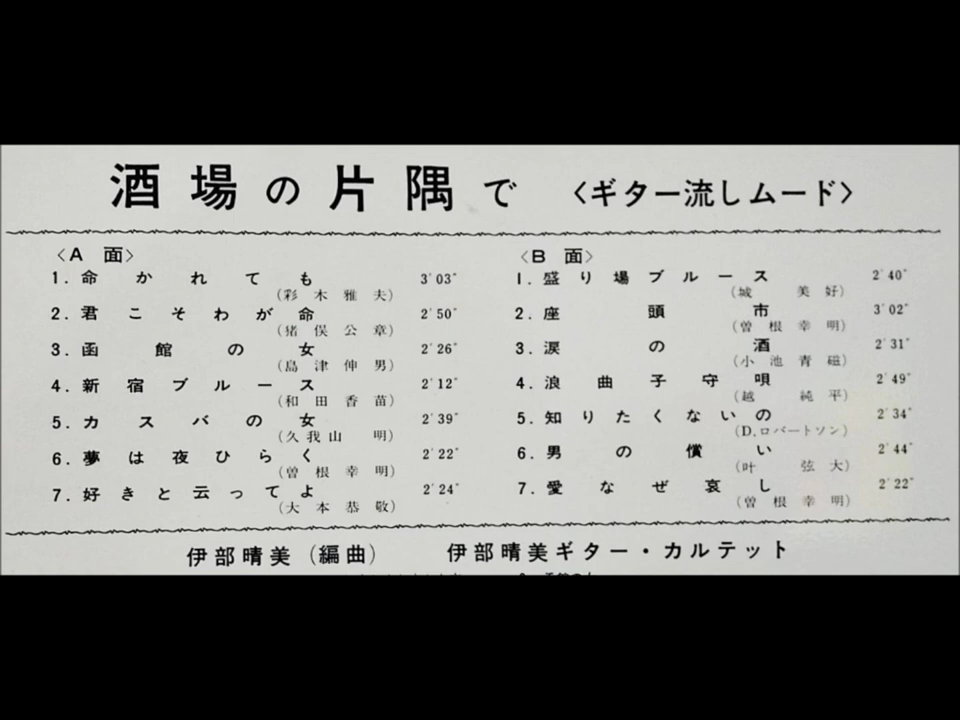 酒場の片隅で 〈ギター流しムード〉
〈A 面〉
1. 命かれても 3′03″
(彩木雅夫)
2. 君こそわが命 2′50″
(猪俣公章)
3. 函館の女 2′26″
(島津伸男)
4. 新宿ブルース 2′12″
(和田香苗)
5. カスバの女 2′39″
(久我山 明)
6. 夢は夜ひらく 2′22″
(曽根幸明)
7. 好きと云ってよ 2′24″
(大本恭敬)
〈B 面〉
1. 盛り場ブルース 2′40″
(城 美好)
2. 座頭市 3′02″
(曽根幸明)
3. 涙の酒 2′31″
(小池青磁)
4. 浪曲子守唄 2′49″
(越 純平)
5. 知りたくないの 2′34″
(D.ロバートソン)
6. 男の償い 2′44″
(叶 弦大)
7. 愛なぜ哀し 2′22″
(曽根幸明)
伊部晴美(編曲) 伊部晴美ギター・カルテット